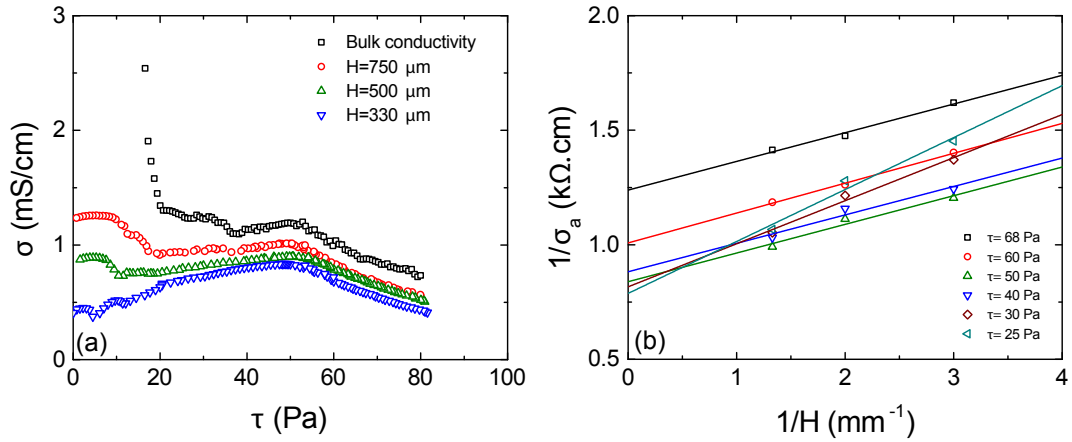 3
2
1
0
0
20
40
60
80
100
σ (mS/cm)
τ (Pa)
(a)
Bulk conductivity
H=750 μm
H=500 μm
H=330 μm
2.0
1.5
1.0
0.5
0
1
2
3
4
1/σₐ (kΩ.cm)
1/H (mm⁻¹)
(b)
τ= 68 Pa
τ= 60 Pa
τ= 50 Pa
τ= 40 Pa
τ= 30 Pa
τ= 25 Pa